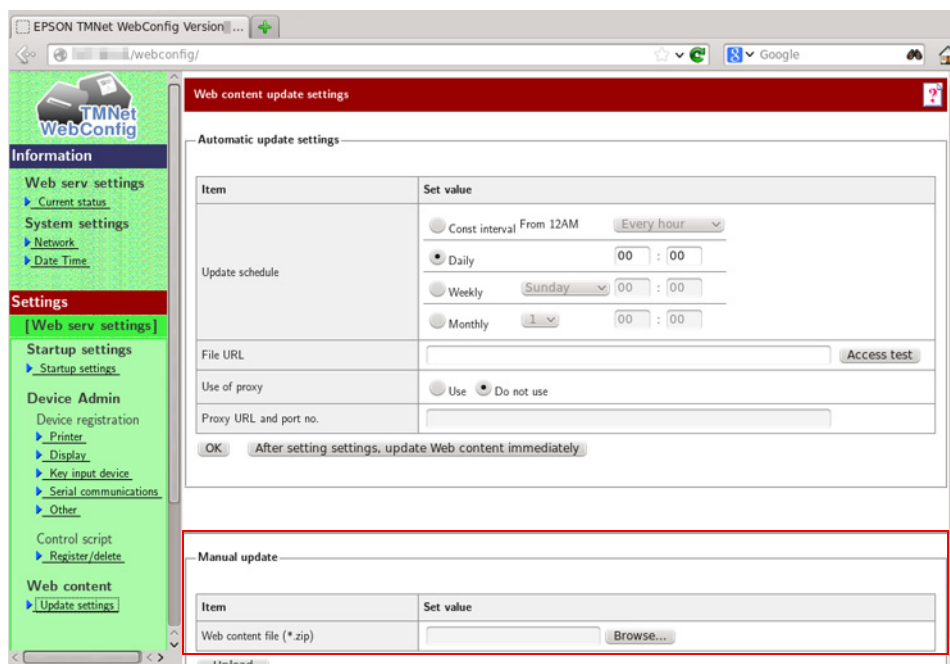 EPSON TMNet WebConfig Version ...
/webconfig/
Google
TMNet
WebConfig
Information
Web serv settings
Current status
System settings
Network
Date Time
Settings
[Web serv settings]
Startup settings
Startup settings
Device Admin
Device registration
Printer
Display
Key input device
Serial communications
Other
Control script
Register/delete
Web content
Update settings
Web content update settings
?
Automatic update settings
Item Set value
Update schedule
Const interval From 12AM Every hour
Daily 00 : 00
Weekly Sunday 00 : 00
Monthly 1 00 : 00
File URL Access test
Use of proxy Use Do not use
Proxy URL and port no.
OK After setting settings, update Web content immediately
Manual update
Item Set value
Web content file (*.zip) Browse...
Upload